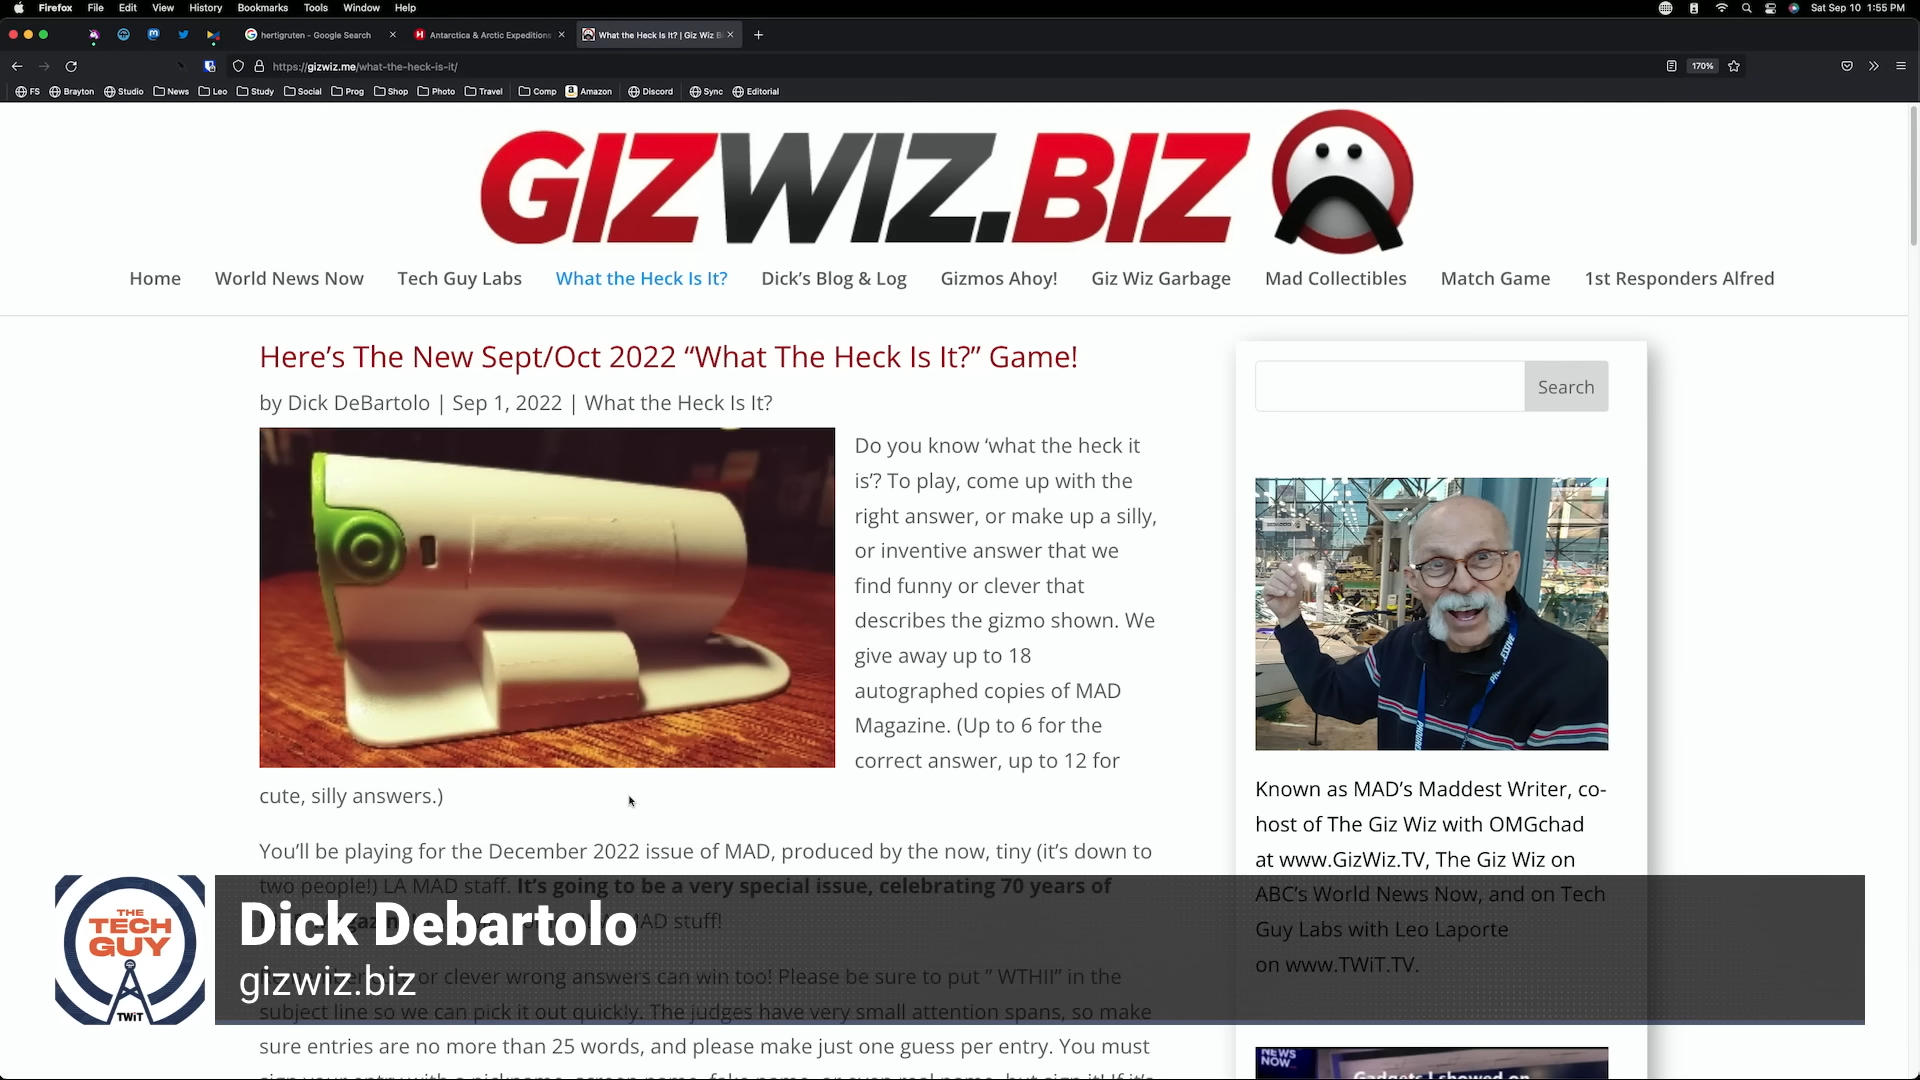 Firefox File Edit View History Bookmarks Tools Window Help Sat Sep 10 1:55 PM
hertigruten - Google Search Antarctica & Arctic Expeditions What the Heck Is It? | Giz Wiz B
https://gizwiz.me/what-the-heck-is-it/ 170%
FS Brayton Studio News Leo Study Social Prog Shop Photo Travel Comp Amazon Discord Sync Editorial
GIZWIZ.BIZ
Home World News Now Tech Guy Labs What the Heck Is It? Dick's Blog & Log Gizmos Ahoy! Giz Wiz Garbage Mad Collectibles Match Game 1st Responders Alfred
Here's The New Sept/Oct 2022 “What The Heck Is It?” Game!
by Dick DeBartolo | Sep 1, 2022 | What the Heck Is It?
Do you know ‘what the heck it
is’? To play, come up with the
right answer, or make up a silly,
or inventive answer that we
find funny or clever that
describes the gizmo shown. We
give away up to 18
autographed copies of MAD
Magazine. (Up to 6 for the
correct answer, up to 12 for
cute, silly answers.)
You'll be playing for the December 2022 issue of MAD, produced by the now, tiny (it's down to
two people!) LA MAD staff. It's going to be a very special issue, celebrating 70 years of
MAD stuff!
or clever wrong answers can win too! Please be sure to put ” WTHII” in the
subject line so we can pick it out quickly. The judges have very small attention spans, so make
sure entries are no more than 25 words, and please make just one guess per entry. You must
Search
Known as MAD's Maddest Writer, co-
host of The Giz Wiz with OMGchad
at www.GizWiz.TV, The Giz Wiz on
ABC's World News Now, and on Tech
Guy Labs with Leo Laporte
on www.TWiT.TV.
NEWS
NOW
Gadgets I showed on
THE
TECH
GUY
TWiT
Dick Debartolo
gizwiz.biz